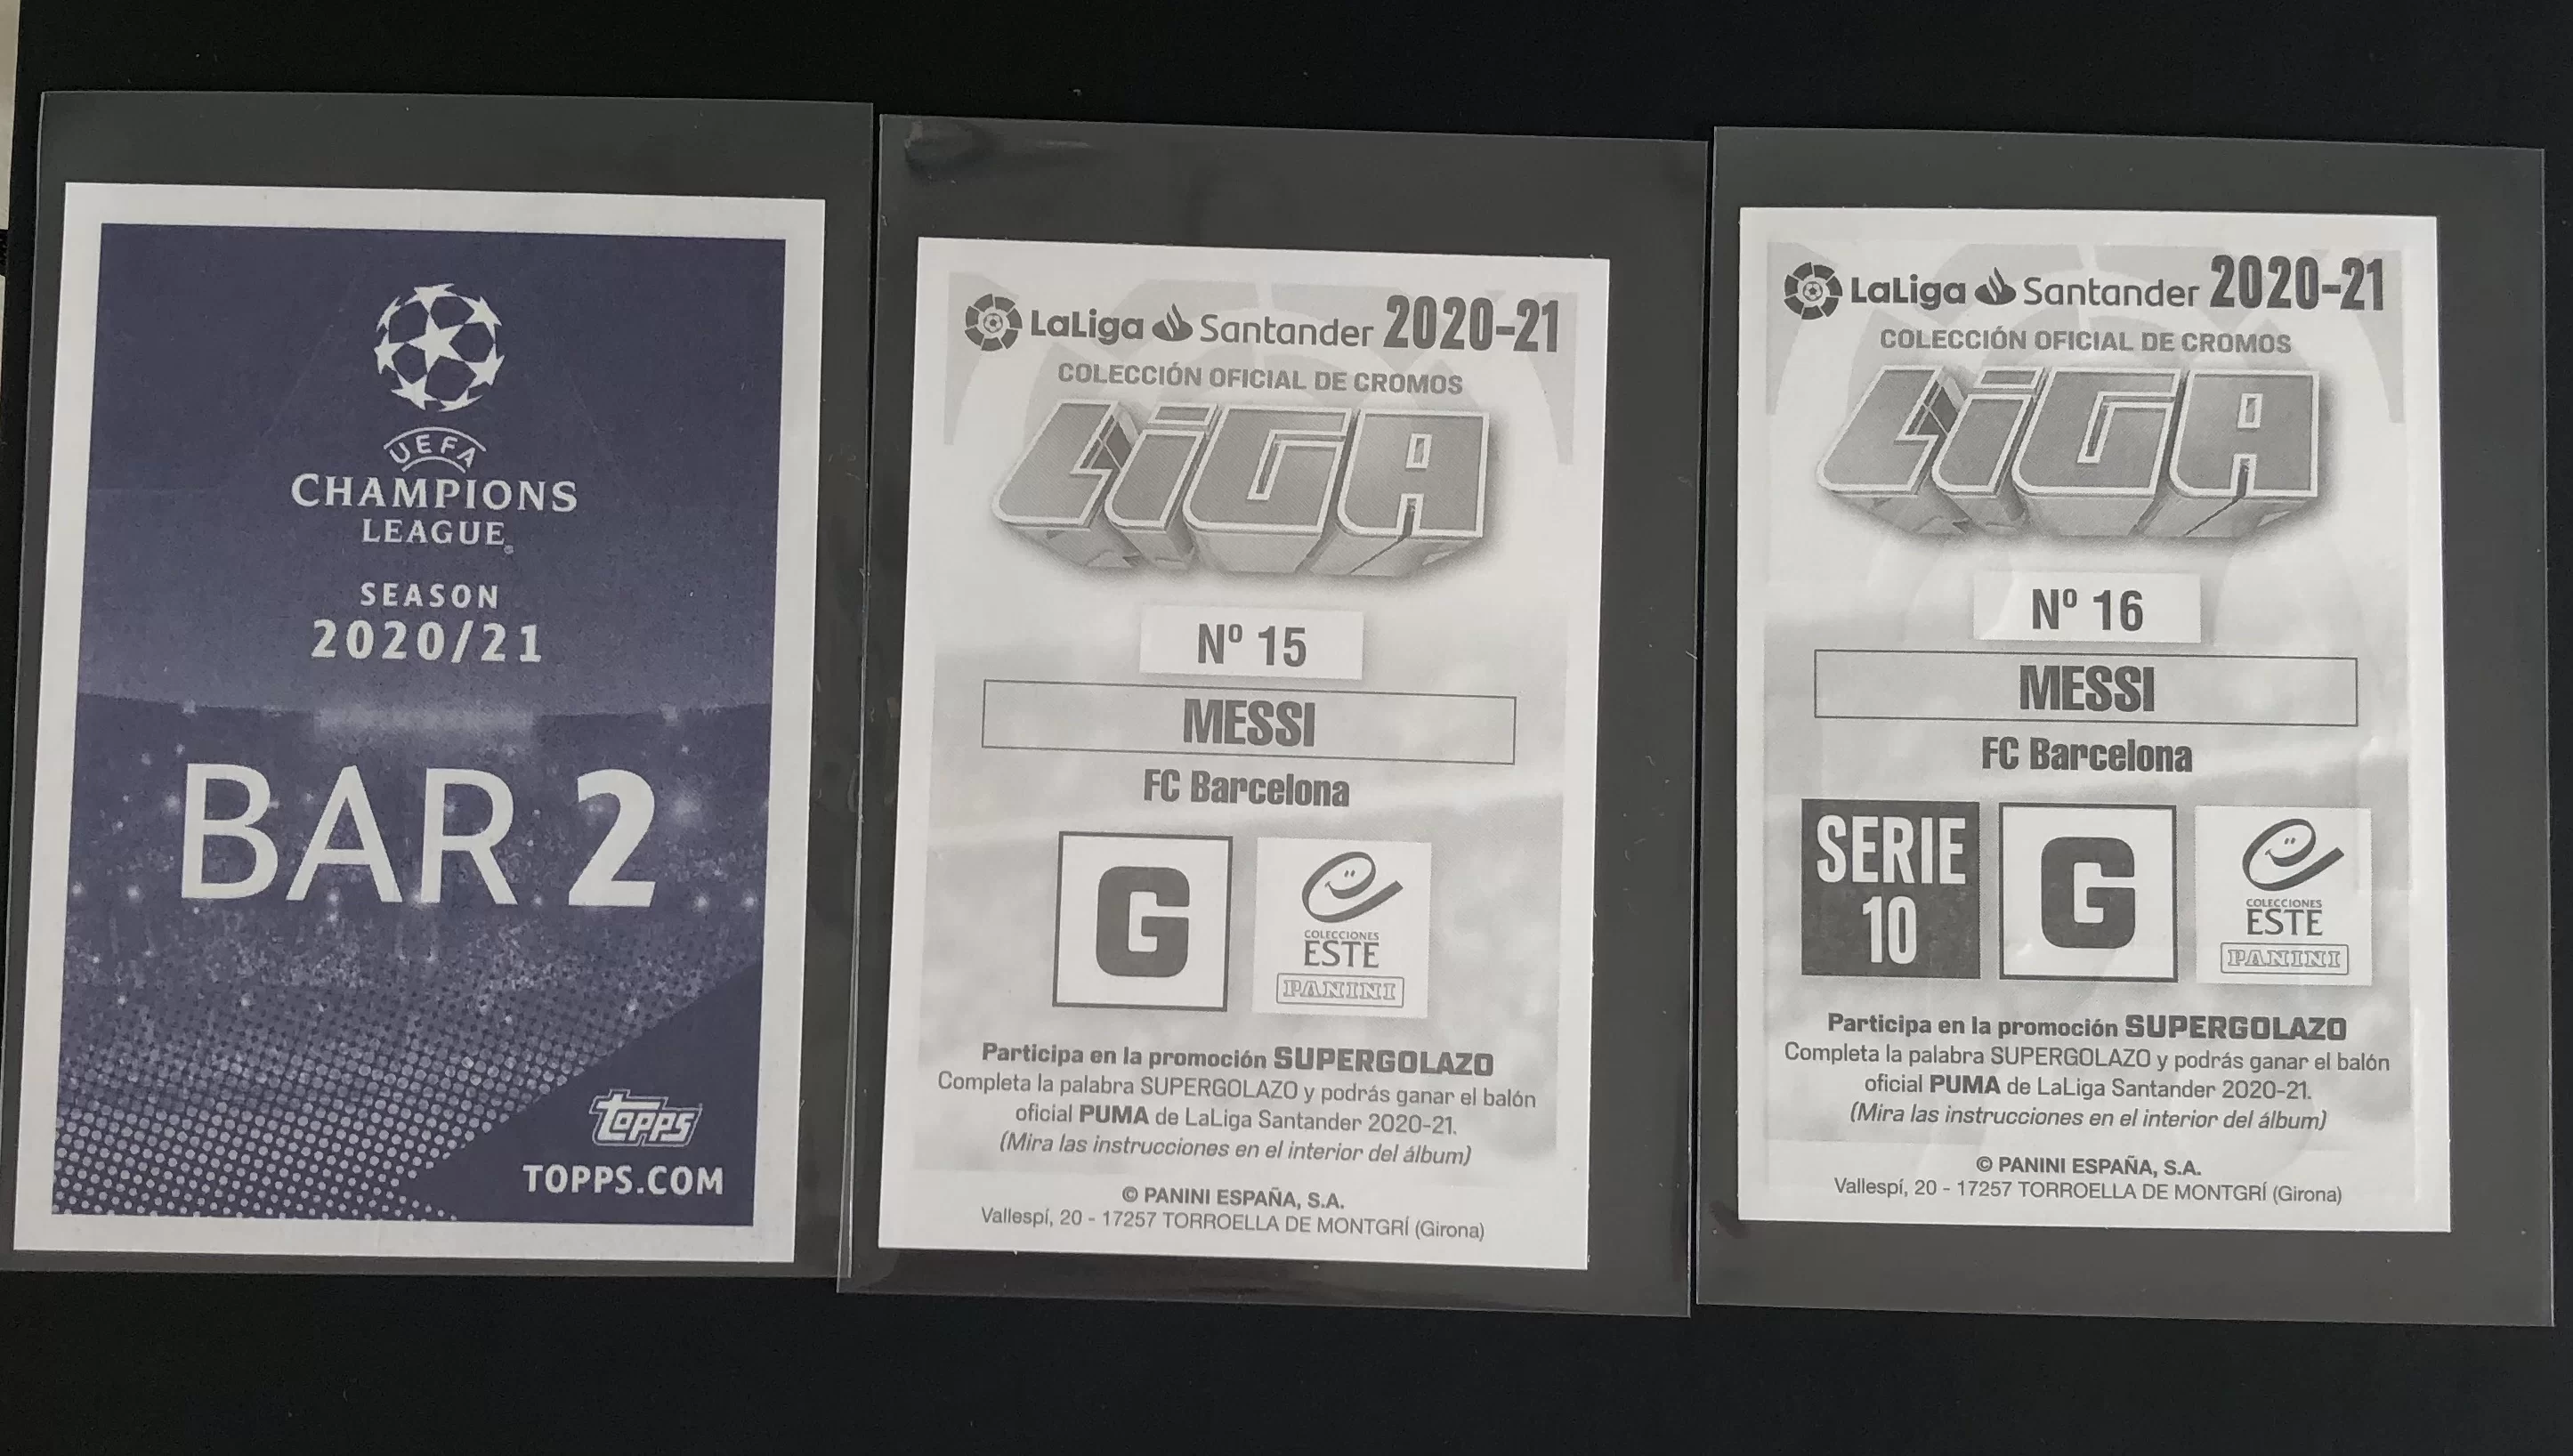 UEFA
CHAMPIONS
LEAGUE
SEASON
2020/21
BAR 2
Topps
TOPPS.COM
LaLiga Santander 2020-21
COLECCIÓN OFICIAL DE CROMOS
LiGA
Nº 15
MESSI
FC Barcelona
G
COLECCIONES
ESTE
PANINI
Participa en la promoción SUPERGOLAZO
Completa la palabra SUPERGOLAZO y podrás ganar el balón
oficial PUMA de LaLiga Santander 2020-21.
(Mira las instrucciones en el interior del álbum)
© PANINI ESPAÑA, S.A.
Vallespí, 20 - 17257 TORROELLA DE MONTGRÍ (Girona)
LaLiga Santander 2020-21
COLECCIÓN OFICIAL DE CROMOS
LiGA
Nº 16
MESSI
FC Barcelona
SERIE
10
G
COLECCIONES
ESTE
PANINI
Participa en la promoción SUPERGOLAZO
Completa la palabra SUPERGOLAZO y podrás ganar el balón
oficial PUMA de LaLiga Santander 2020-21.
(Mira las instrucciones en el interior del álbum)
© PANINI ESPAÑA, S.A.
Vallespí, 20 - 17257 TORROELLA DE MONTGRÍ (Girona)